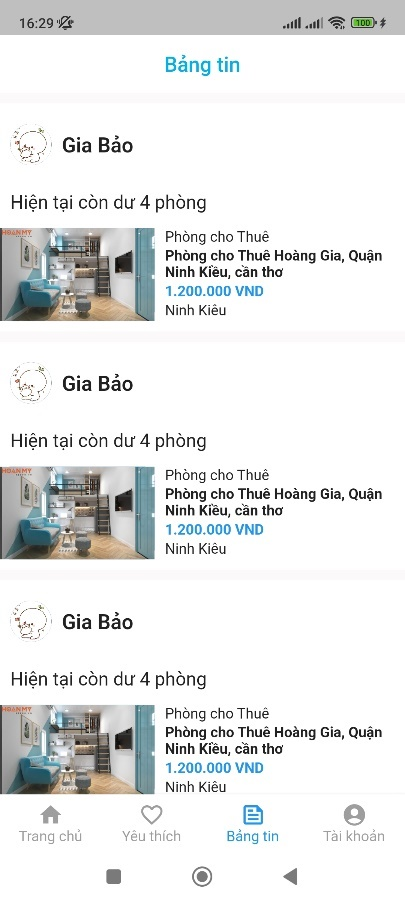 16:29
100
Bảng tin
Gia Bảo
Hiện tại còn dư 4 phòng
HOANMY
Phòng cho Thuê
Phòng cho Thuê Hoàng Gia, Quận
Ninh Kiều, cần thơ
1.200.000 VND
Ninh Kiêu
Gia Bảo
Hiện tại còn dư 4 phòng
HOANMY
Phòng cho Thuê
Phòng cho Thuê Hoàng Gia, Quận
Ninh Kiều, cần thơ
1.200.000 VND
Ninh Kiêu
Gia Bảo
Hiện tại còn dư 4 phòng
HOANMY
Phòng cho Thuê
Phòng cho Thuê Hoàng Gia, Quận
Ninh Kiều, cần thơ
1.200.000 VND
Ninh Kiêu
Trang chủ
Yêu thích
Bảng tin
Tài khoản